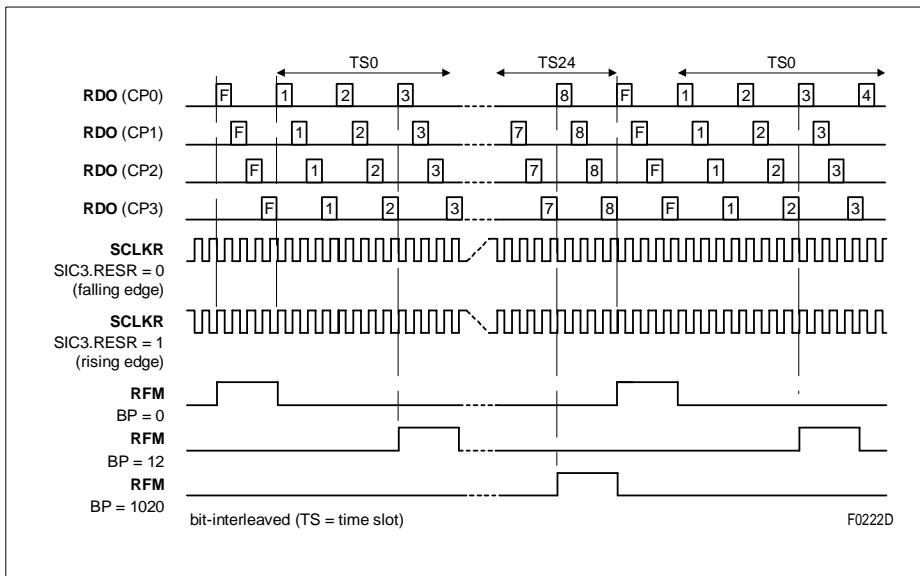 TS0 TS24 TS0
RDO (CP0) F 1 2 3 8 F 1 2 3 4
RDO (CP1) F 1 2 3 7 8 F 1 2 3
RDO (CP2) F 1 2 3 7 8 F 1 2 3
RDO (CP3) F 1 2 3 7 8 F 1 2 3
SCLKR
SIC3.RESR = 0
(falling edge)
SCLKR
SIC3.RESR = 1
(rising edge)
RFM
BP = 0
RFM
BP = 12
RFM
BP = 1020
bit-interleaved (TS = time slot) F0222D